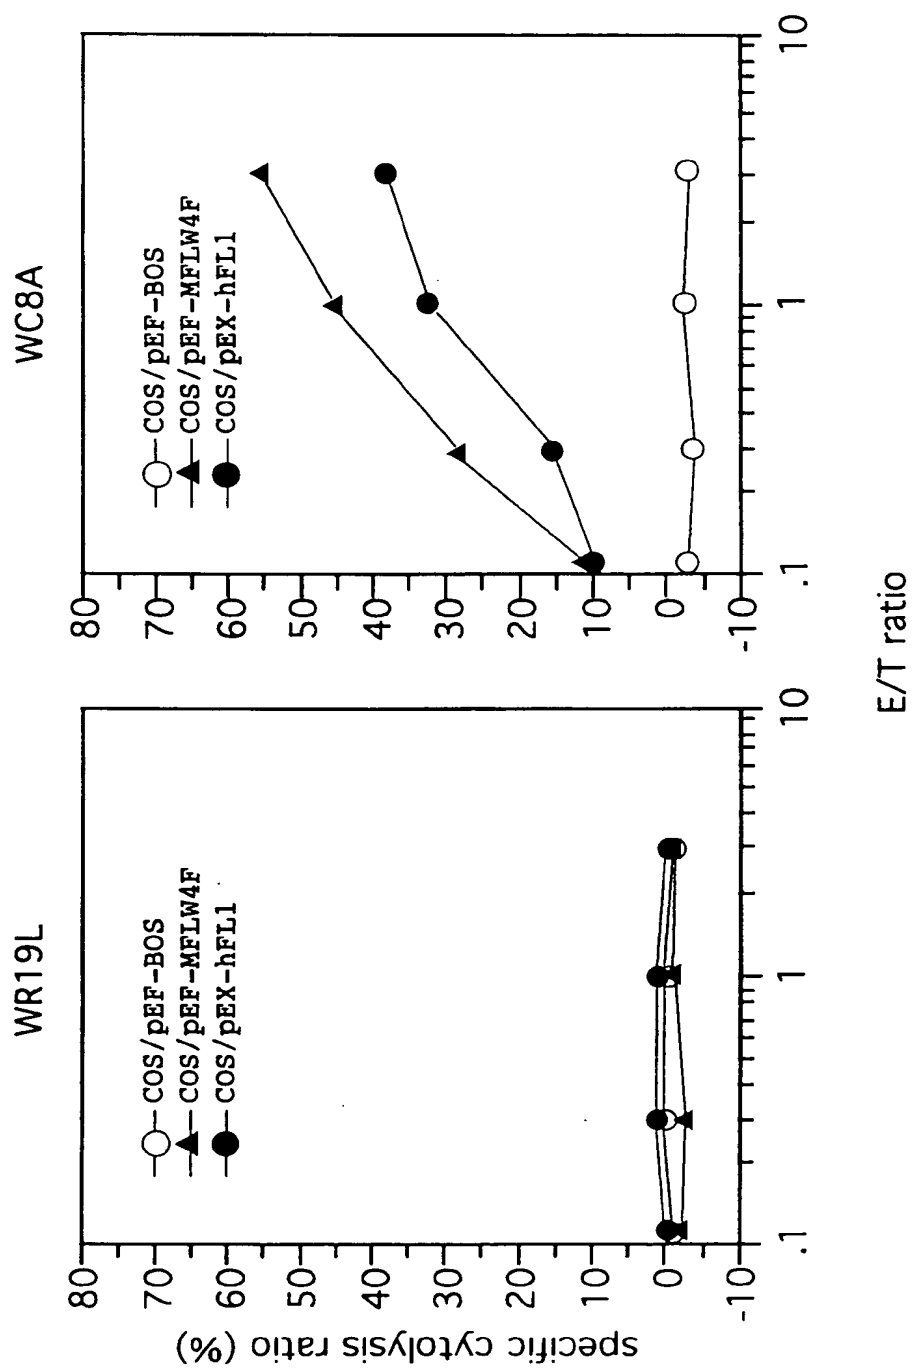 WR19L
COS/pEF-BOS
COS/pEF-MFLW4F
COS/pEX-hFL1
80
70
60
50
40
30
20
10
0
-10
.1
1
10
specific cytolysis ratio (%)
WC8A
COS/pEF-BOS
COS/pEF-MFLW4F
COS/pEX-hFL1
80
70
60
50
40
30
20
10
0
-10
.1
1
10
E/T ratio